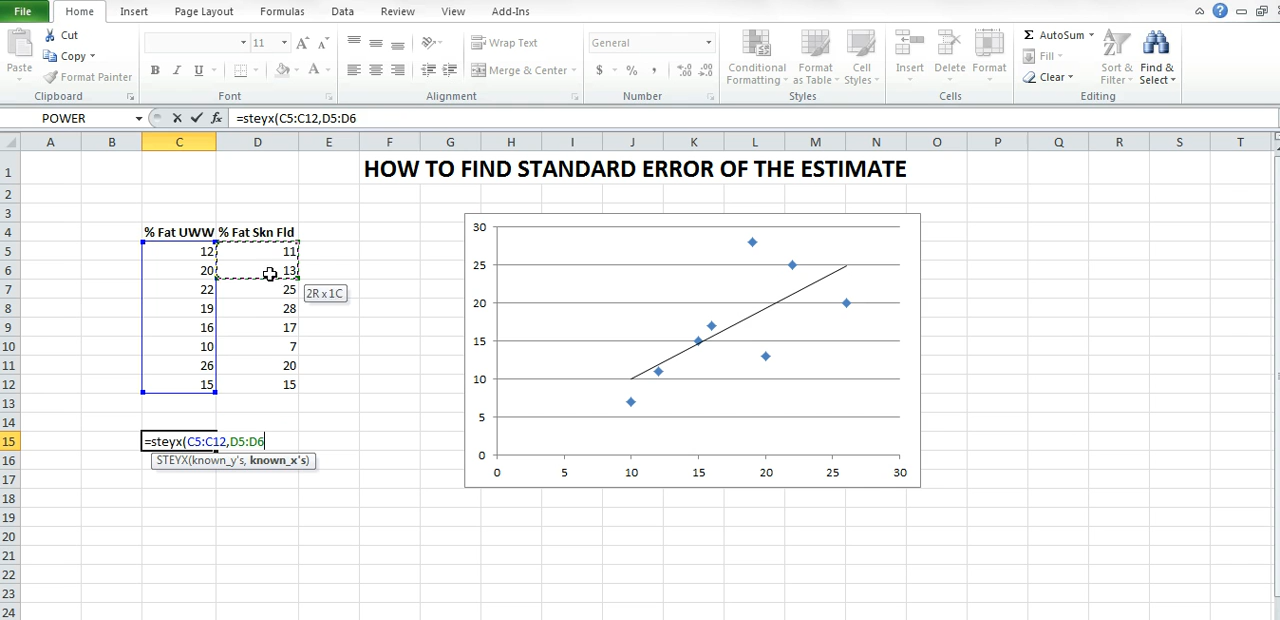 File Home Insert Page Layout Formulas Data Review View Add-Ins
Paste
Cut
Copy
Format Painter
Clipboard
11
A A
B I U
A
Font
Wrap Text
Merge & Center
Alignment
General
$ % ,
.0 .00
.00 .0
Number
Conditional
Formatting
Format
as Table
Cell
Styles
Styles
Insert Delete Format
Cells
Σ AutoSum
Fill
Clear
Sort &
Filter
Find &
Select
Editing
POWER fx =steyx(C5:C12,D5:D6
A B C D E F G H I J K L M N O P Q R S T
1 HOW TO FIND STANDARD ERROR OF THE ESTIMATE
2
3
4 % Fat UWW % Fat Skn Fld
5 12 11
6 20 13
7 22 25
8 19 28
9 16 17
10 10 7
11 26 20
12 15 15
13
14
15 =steyx(C5:C12,D5:D6
16 STEYX(known_y's, known_x's)
17
18
19
20
21
22
23
24
2R x 1C
30
25
20
15
10
5
0
0 5 10 15 20 25 30